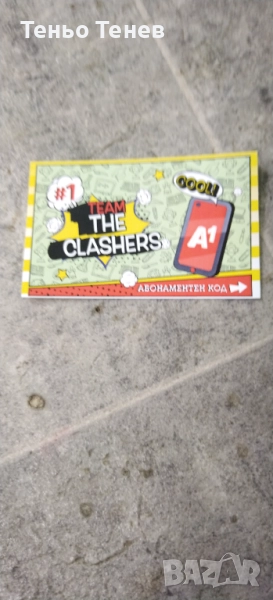 Теньо Тенев
#1
TEAM
THE
CLASHERS
COOL!
A1
АБОНАМЕНТЕН КОД
BAZAR